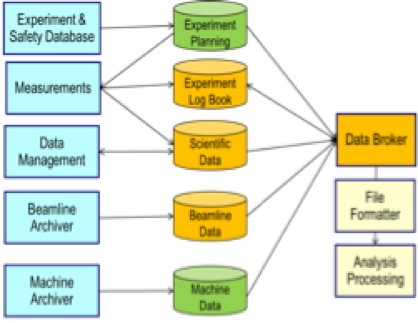 Experiment &
Safety Database
Experiment
Planning
Measurements
Experiment
Log Book
Data
Management
Scientific
Data
Data Broker
Beamline
Archiver
Beamline
Data
File
Formatter
Machine
Archiver
Machine
Data
Analysis
Processing